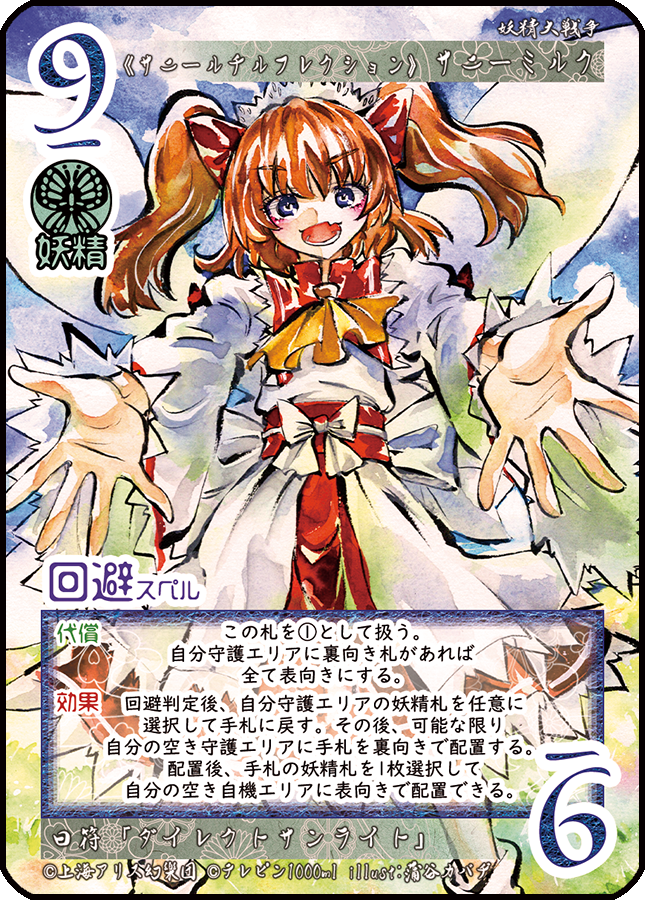 妖精大戦争
9
《サニールチルフレクション》 サニーミルク
妖精
回避スペル
代償
この札を①として扱う。
自分守護エリアに裏向き札があれば
全て表向きにする。
効果
回避判定後、自分守護エリアの妖精札を任意に
選択して手札に戻す。その後、可能な限り
自分の空き守護エリアに手札を裏向きで配置する。
配置後、手札の妖精札を1枚選択して
自分の空き自機エリアに表向きで配置できる。
9
日符「ダイレクトサンライト」
©上海アリス幻樂団 ©テレピン1000ml illust:蒲谷カバヂ